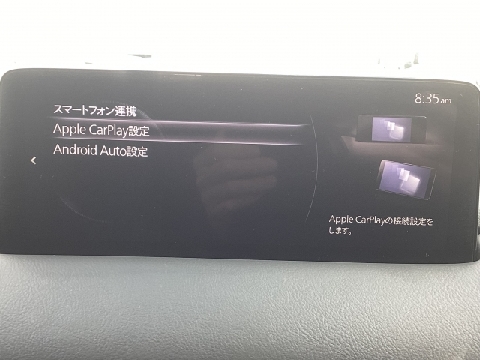 8:35 am
スマートフォン連携
Apple CarPlay設定
Android Auto設定
Apple CarPlayの接続設定を
します。